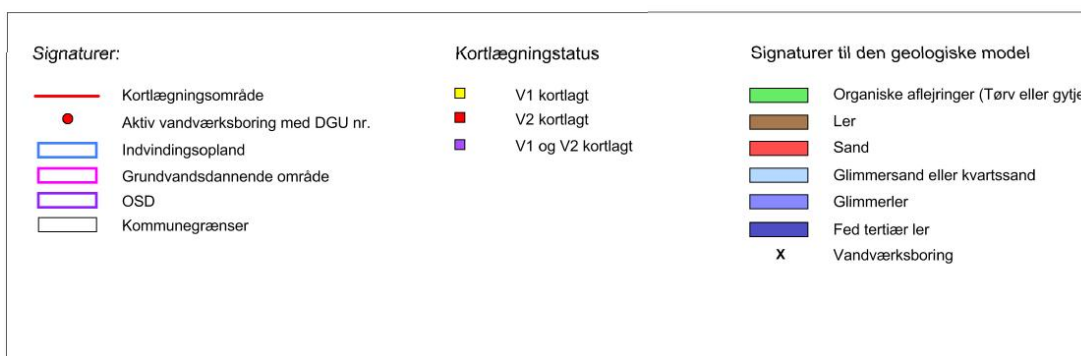 Signaturer:
Kortlægningsområde
Aktiv vandværksboring med DGU nr.
Indvindingsopland
Grundvandsdannende område
OSD
Kommunegrænser
Kortlægningstatus
V1 kortlagt
V2 kortlagt
V1 og V2 kortlagt
Signaturer til den geologiske model
Organiske aflejringer (Tørv eller gytje
Ler
Sand
Glimmersand eller kvartssand
Glimmerler
Fed tertiær ler
X Vandværksboring